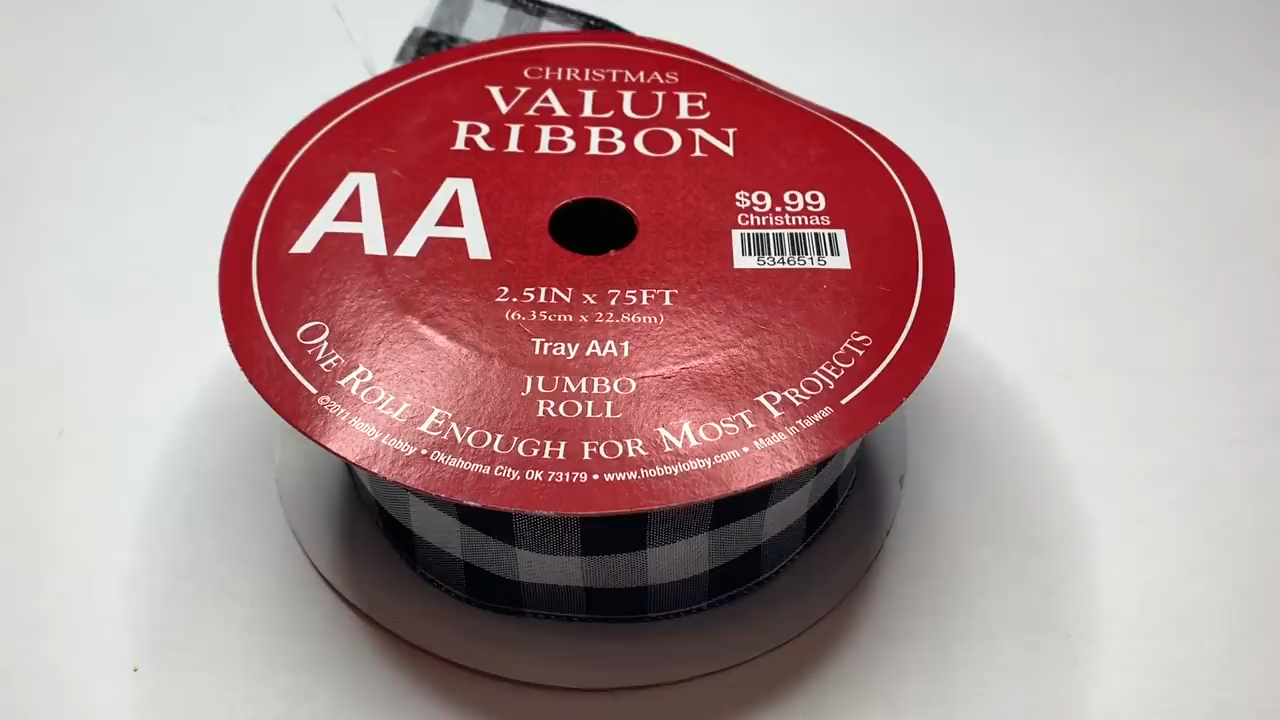 CHRISTMAS
VALUE
RIBBON
AA
$9.99
Christmas
5346515
2.5IN x 75FT
(6.35cm x 22.86m)
Tray AA1
JUMBO
ROLL
ONE ROLL ENOUGH FOR MOST PROJECTS
©2011 Hobby Lobby • Oklahoma City, OK 73179 • www.hobbylobby.com • Made in Taiwan